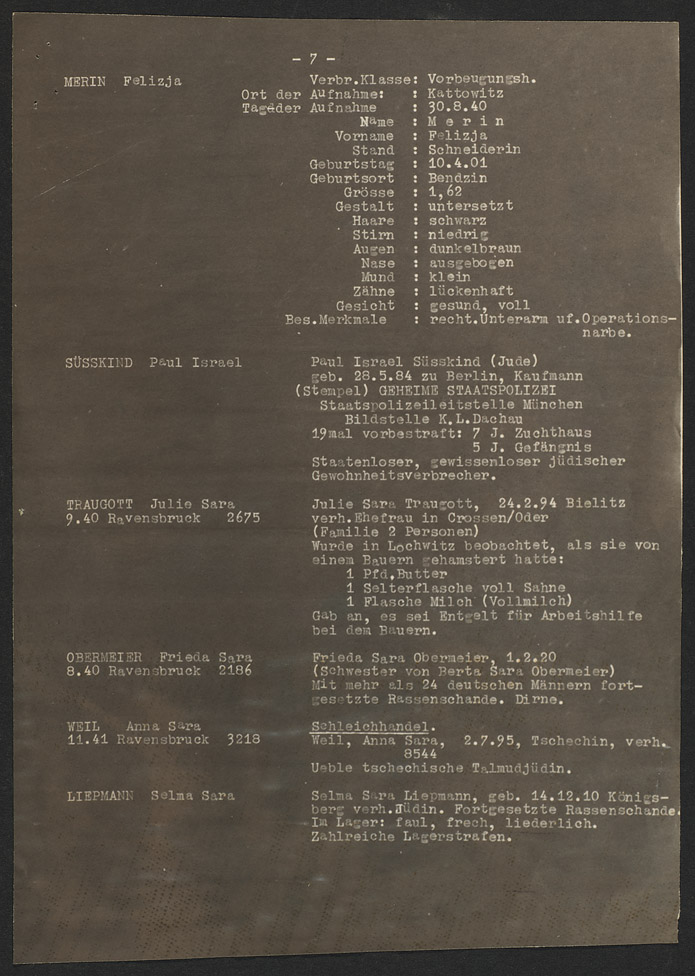 - 7 -
MERIN Felizja Verbr.Klasse: Vorbeugungsh.
Ort der Aufnahme: : Kattowitz
Tagëder Aufnahme : 30.8.40
Name : M e r i n
Vorname : Felizja
Stand : Schneiderin
Geburtstag : 10.4.01
Geburtsort : Bendzin
Grösse : 1,62
Gestalt : untersetzt
Haare : schwarz
Stirn : niedrig
Augen : dunkelbraun
Nase : ausgebogen
Mund : klein
Zähne : lückenhaft
Gesicht : gesund, voll
Bes.Merkmale : recht.Unterarm uf.Operations-
narbe.
SÜSSKIND Paul Israel Paul Israel Süsskind (Jude)
geb. 28.5.84 zu Berlin, Kaufmann
(Stempel) GEHEIME STAATSPOLIZEI
Staatspolizeileitstelle München
Bildstelle K.L.Dachau
19mal vorbestraft: 7 J. Zuchthaus
5 J. Gefängnis
Staatenloser, gewissenloser jüdischer
Gewohnheitsverbrecher.
TRAUGOTT Julie Sara Julie Sara Traugott, 24.2.94 Bielitz
9.40 Ravensbruck 2675 verh.Ehefrau in Crossen/Oder
(Familie 2 Personen)
Wurde in Lochwitz beobachtet, als sie von
einem Bauern gehamstert hatte:
1 Pfd.Butter
1 Selterflasche voll Sahne
1 Flasche Milch (Vollmilch)
Gab an, es sei Entgelt für Arbeitshilfe
bei dem Bauern.
OBERMEIER Frieda Sara Frieda Sara Obermeier, 1.2.20
8.40 Ravensbruck 2186 (Schwester von Berta Sara Obermeier)
Mit mehr als 24 deutschen Männern fort-
gesetzte Rassenschande. Dirne.
WEIL Anna Sara Schleichhandel.
11.41 Ravensbruck 3218 Weil, Anna Sara, 2.7.95, Tschechin, verh.
8544
Ueble tschechische Talmudjüdin.
LIEPMANN Selma Sara Selma Sara Liepmann, geb. 14.12.10 Königs-
berg verh.Jüdin. Fortgesetzte Rassenschande.
Im Lager: faul, frech, liederlich.
Zahlreiche Lagerstrafen.